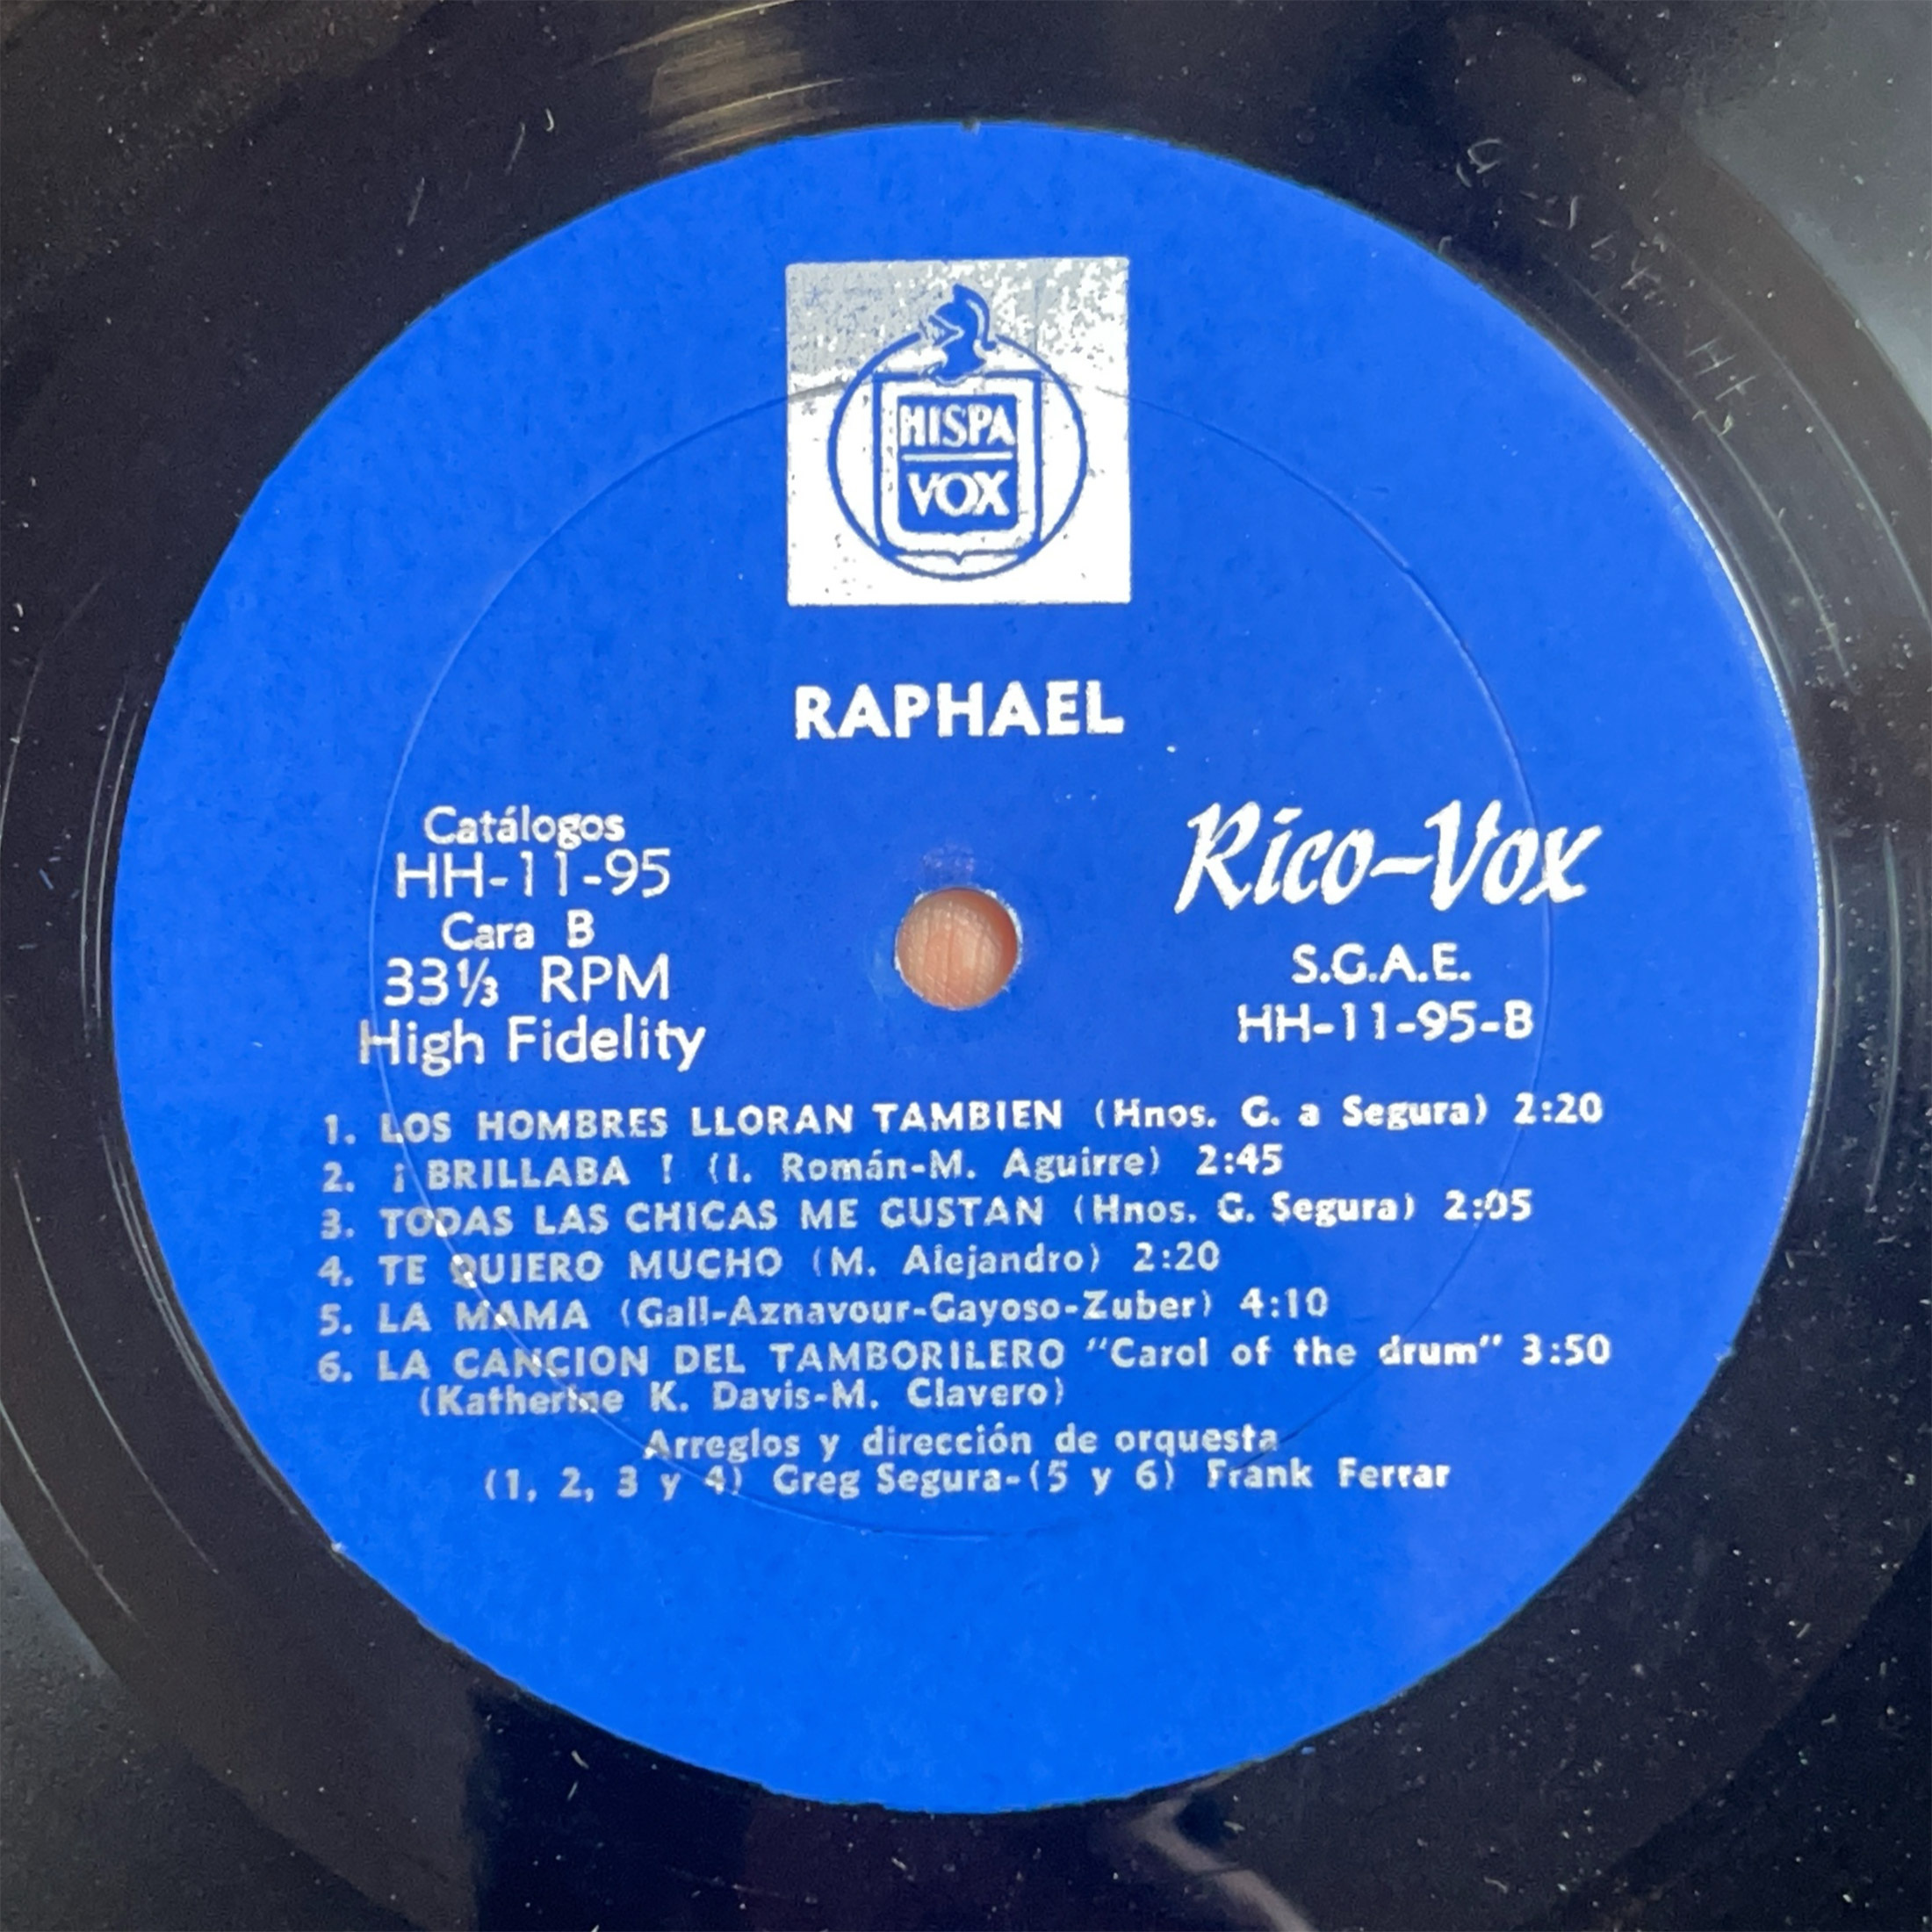 HISPA
VOX
RAPHAEL
Catálogos
HH-11-95
Cara B
33⅓ RPM
High Fidelity
Rico-Vox
S.G.A.E.
HH-11-95-B
1. LOS HOMBRES LLORAN TAMBIEN (Hnos. G. a Segura) 2:20
2. ¡ BRILLABA ! (I. Román-M. Aguirre) 2:45
3. TODAS LAS CHICAS ME GUSTAN (Hnos. G. Segura) 2:05
4. TE QUIERO MUCHO (M. Alejandro) 2:20
5. LA MAMA (Gall-Aznavour-Gayoso-Zuber) 4:10
6. LA CANCION DEL TAMBORILERO "Carol of the drum" 3:50
(Katherine K. Davis-M. Clavero)
Arreglos y dirección de orquesta
(1, 2, 3 y 4) Greg Segura-(5 y 6) Frank Ferrar